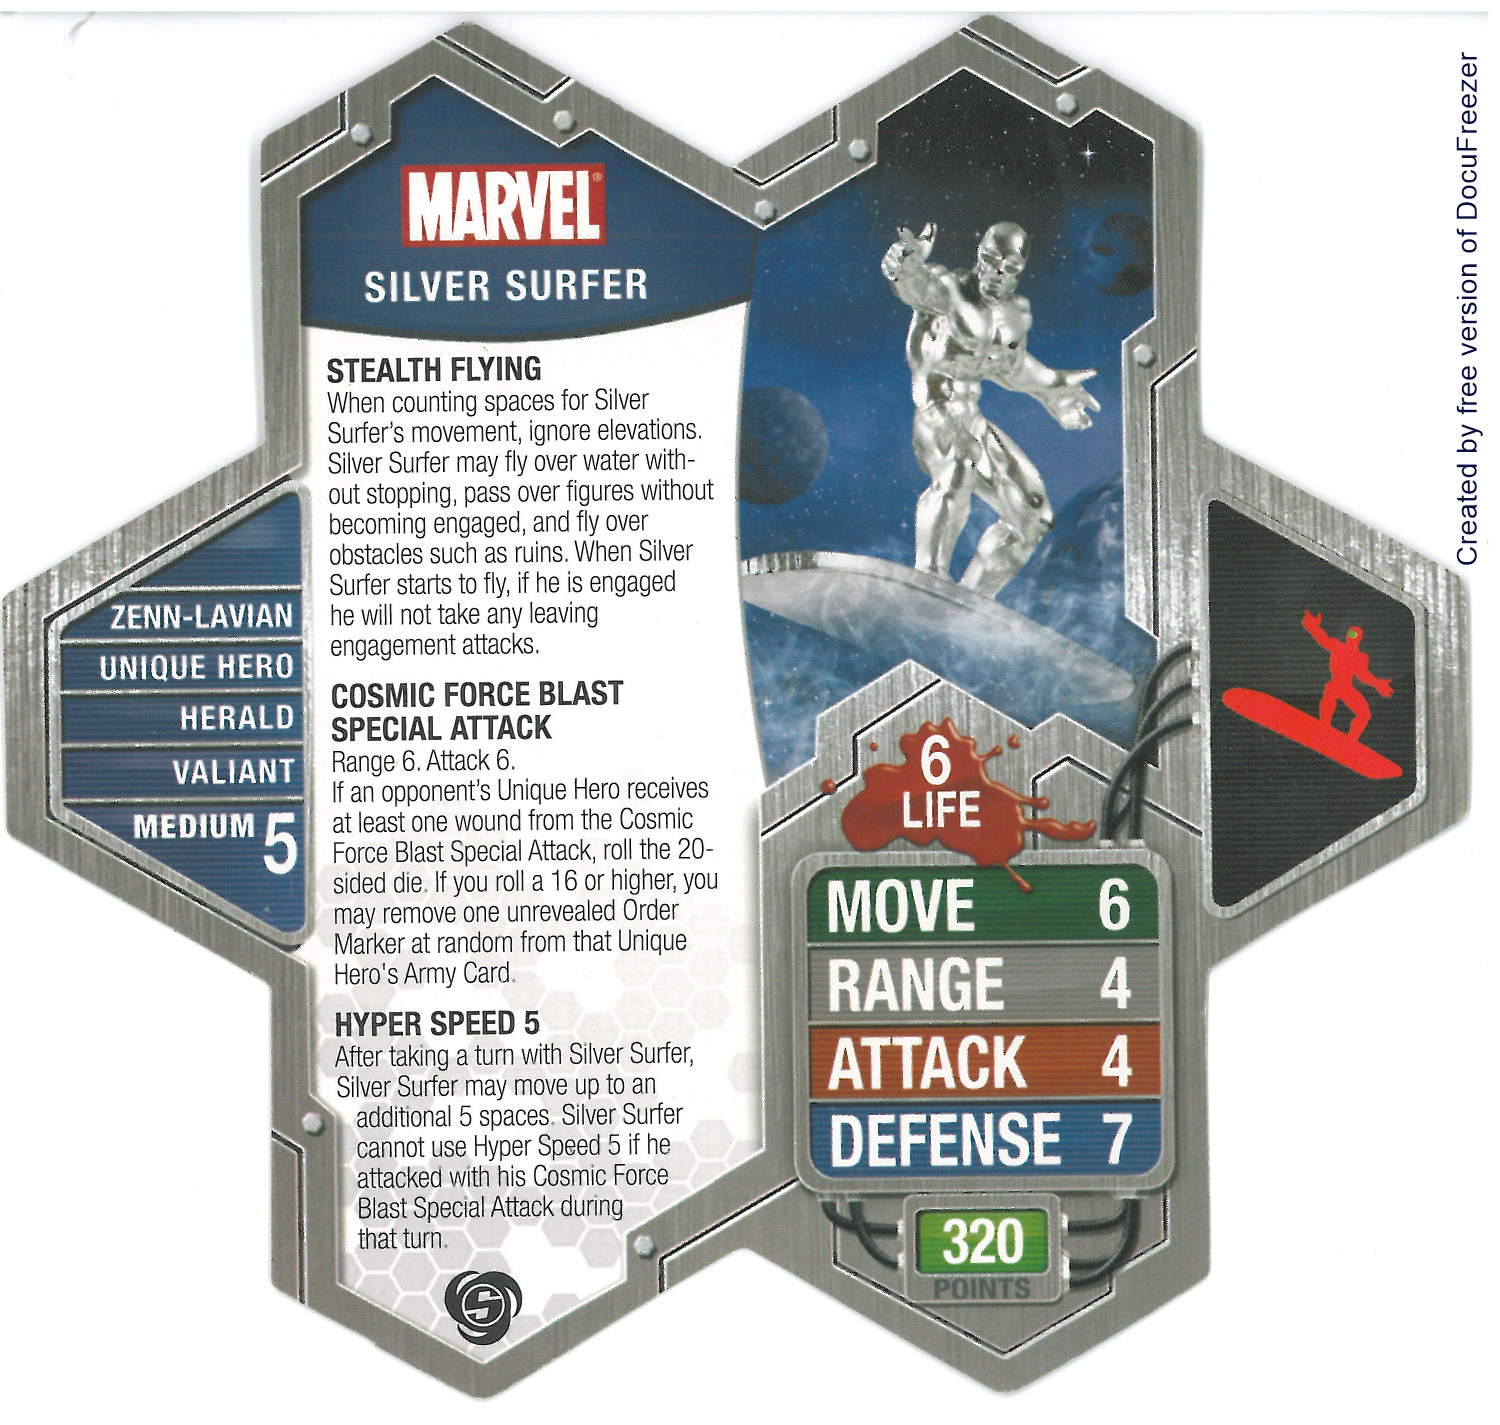 MARVEL®
SILVER SURFER
STEALTH FLYING
When counting spaces for Silver
Surfer's movement, ignore elevations.
Silver Surfer may fly over water with-
out stopping, pass over figures without
becoming engaged, and fly over
obstacles such as ruins. When Silver
Surfer starts to fly, if he is engaged
he will not take any leaving
engagement attacks.
COSMIC FORCE BLAST
SPECIAL ATTACK
Range 6. Attack 6.
If an opponent's Unique Hero receives
at least one wound from the Cosmic
Force Blast Special Attack, roll the 20-
sided die. If you roll a 16 or higher, you
may remove one unrevealed Order
Marker at random from that Unique
Hero's Army Card.
HYPER SPEED 5
After taking a turn with Silver Surfer,
Silver Surfer may move up to an
additional 5 spaces. Silver Surfer
cannot use Hyper Speed 5 if he
attacked with his Cosmic Force
Blast Special Attack during
that turn.
S
ZENN-LAVIAN
UNIQUE HERO
HERALD
VALIANT
MEDIUM 5
6
LIFE
MOVE 6
RANGE 4
ATTACK 4
DEFENSE 7
320
POINTS
Created by free version of DocuFreezer